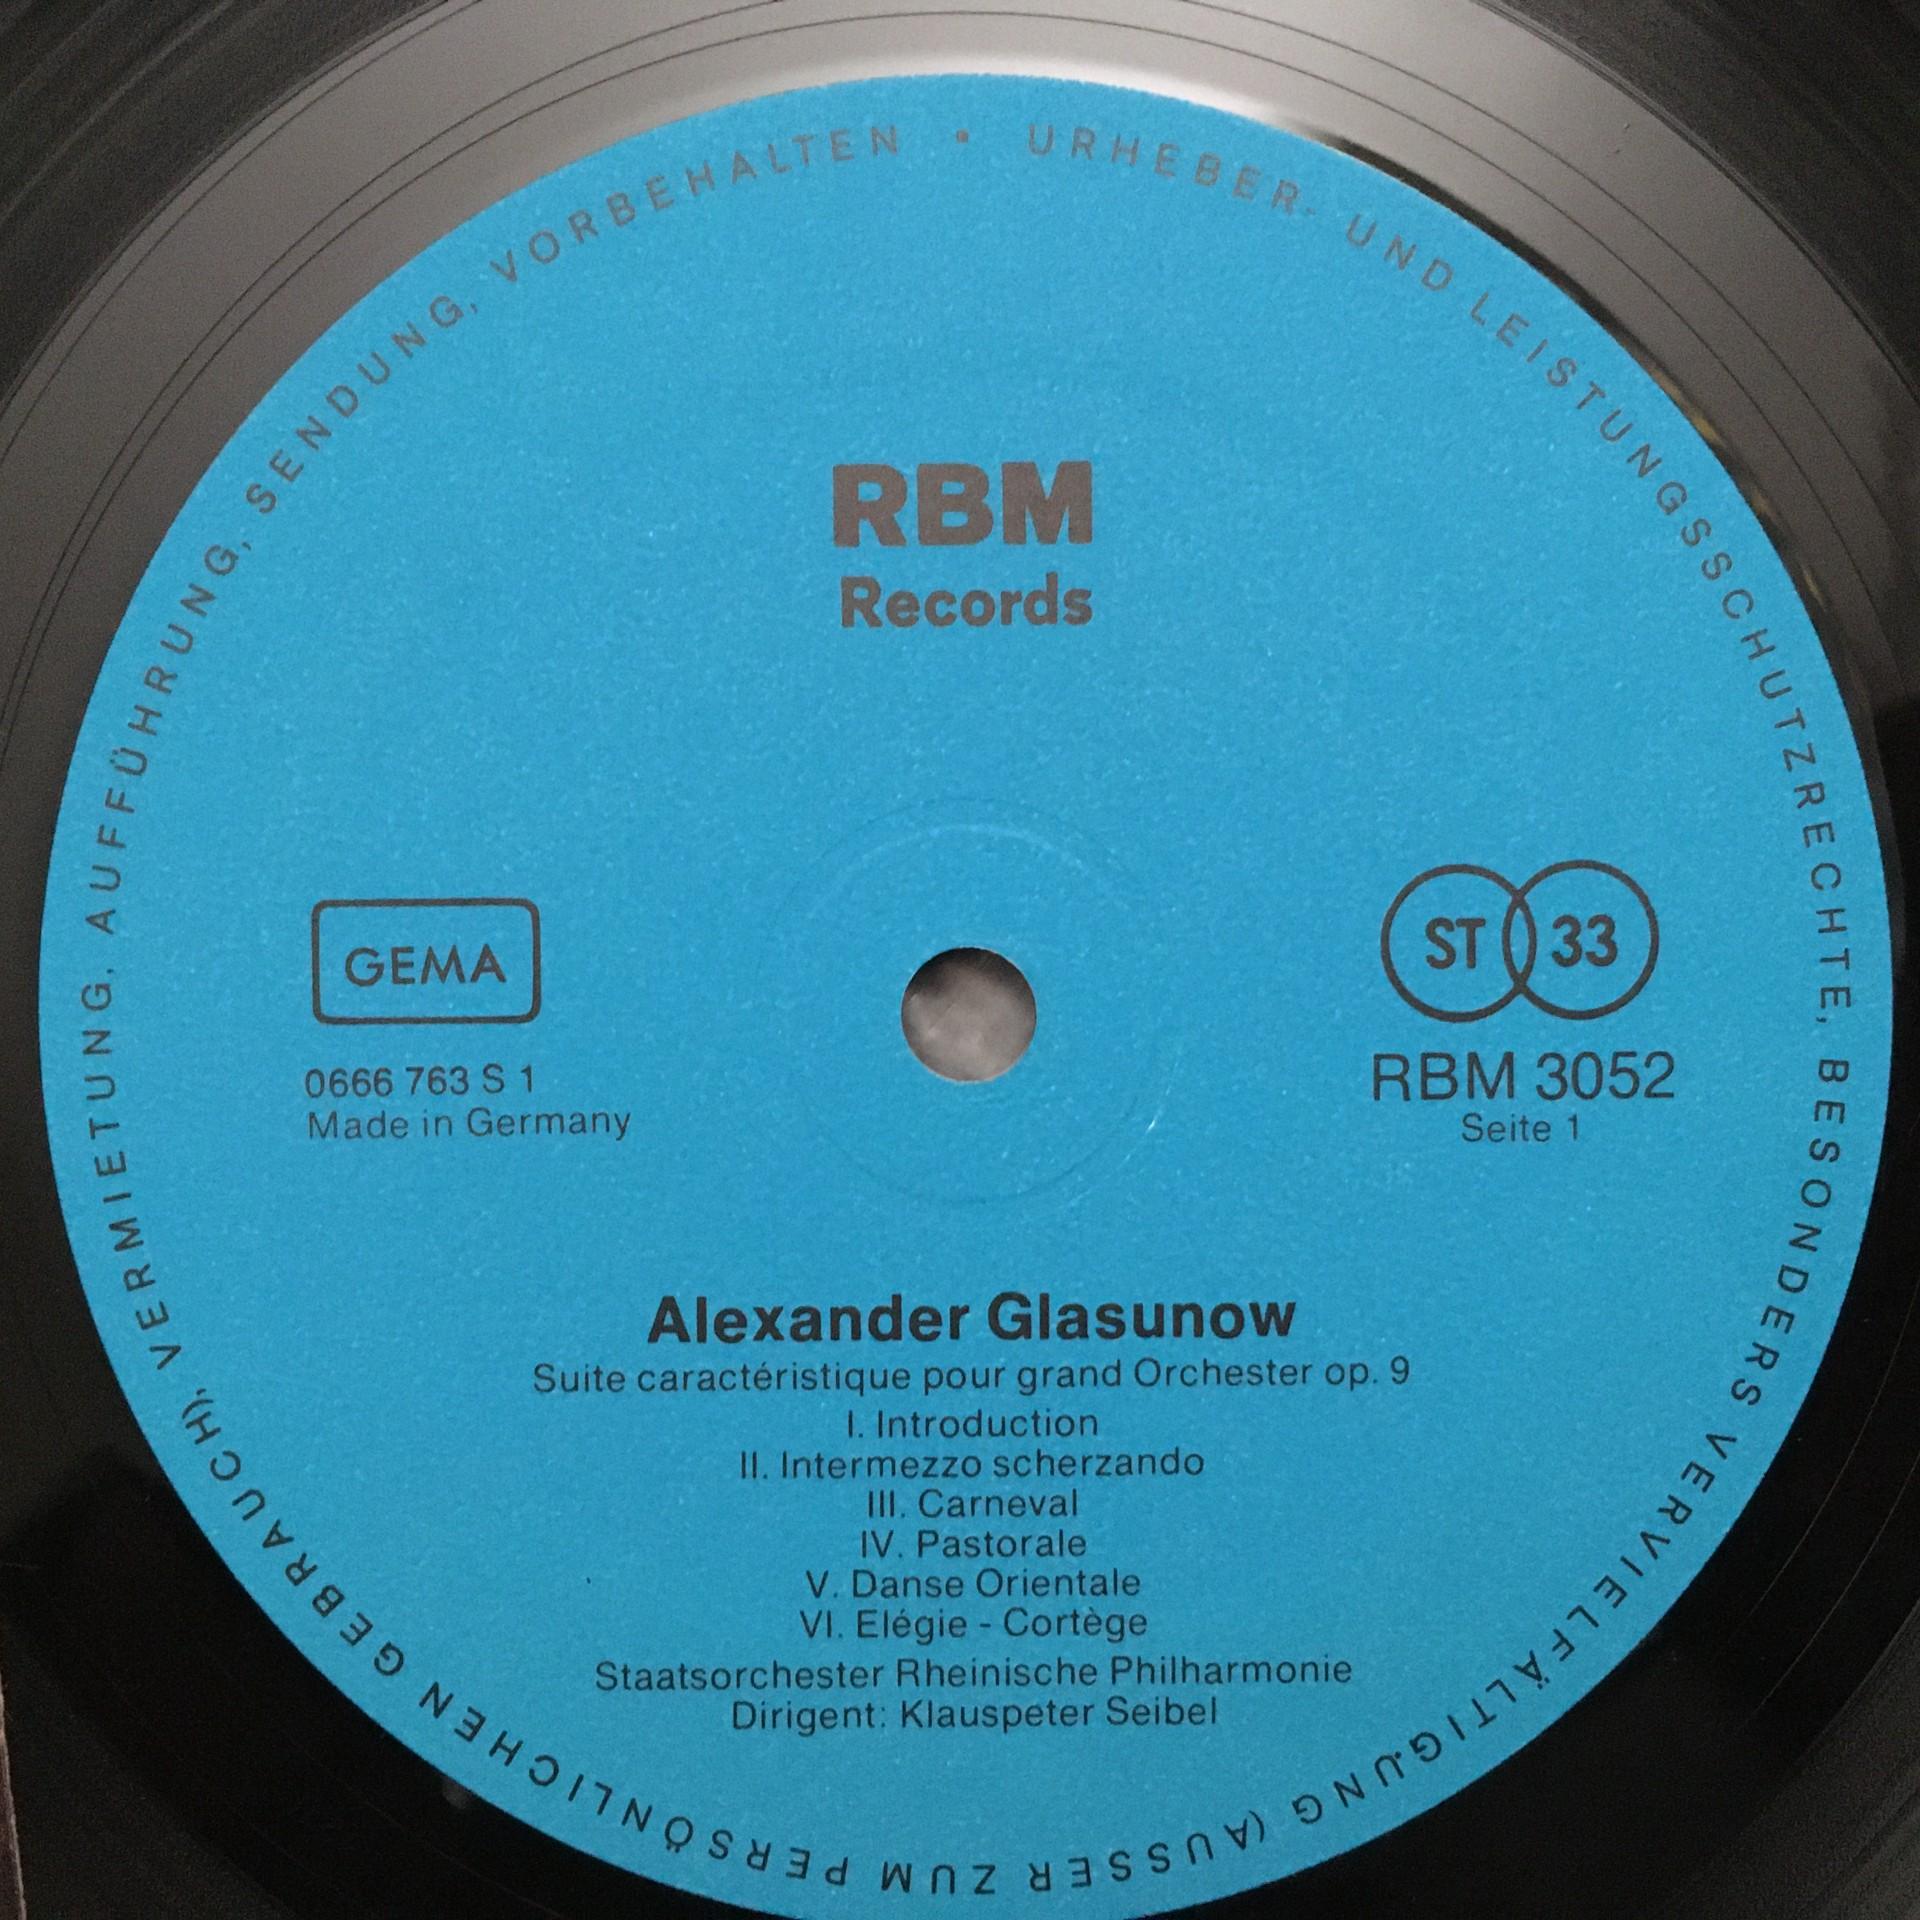 URHEBER- UND LEISTUNGSSCHUTZRECHTE, BESONDERS VERVIELFÄLTIGUNG (AUSSER ZUM PERSÖNLICHEN GEBRAUCH), VERMIETUNG, AUFFÜHRUNG, SENDUNG, VORBEHALTEN •
RBM
Records
GEMA
0666 763 S 1
Made in Germany
ST 33
RBM 3052
Seite 1
Alexander Glasunow
Suite caractéristique pour grand Orchester op. 9
I. Introduction
II. Intermezzo scherzando
III. Carneval
IV. Pastorale
V. Danse Orientale
VI. Elégie - Cortège
Staatsorchester Rheinische Philharmonie
Dirigent: Klauspeter Seibel